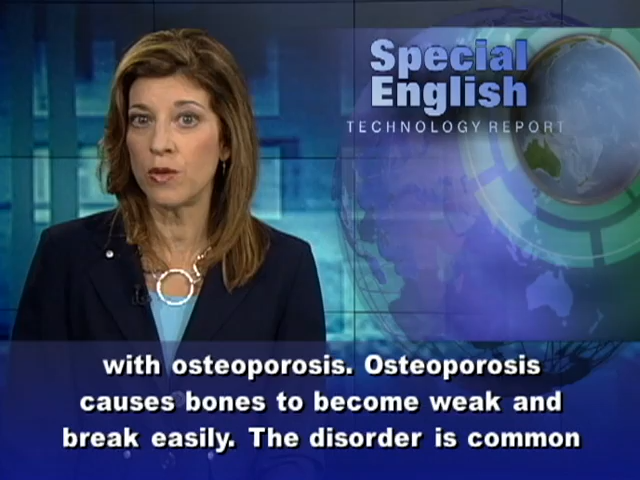 Special
English
TECHNOLOGY REPORT
with osteoporosis. Osteoporosis
causes bones to become weak and
break easily. The disorder is common